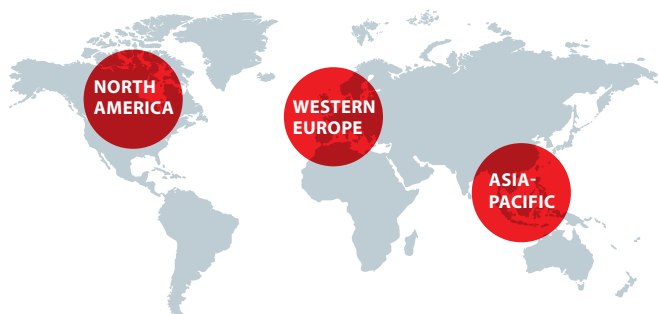 NORTH
AMERICA
WESTERN
EUROPE
ASIA-
PACIFIC